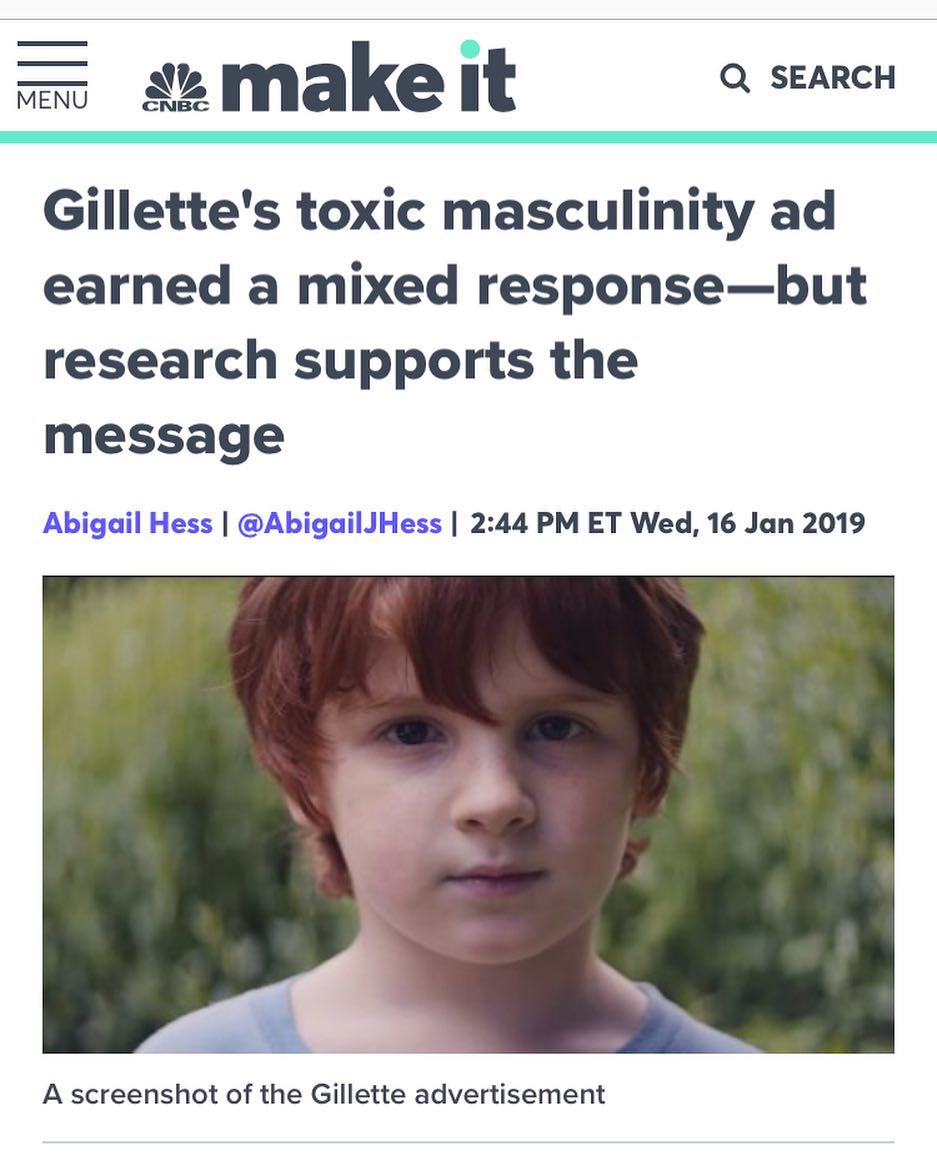 MENU
CNBC
make it
SEARCH
Gillette's toxic masculinity ad
earned a mixed response—but
research supports the
message
Abigail Hess | @AbigailJHess | 2:44 PM ET Wed, 16 Jan 2019
A screenshot of the Gillette advertisement